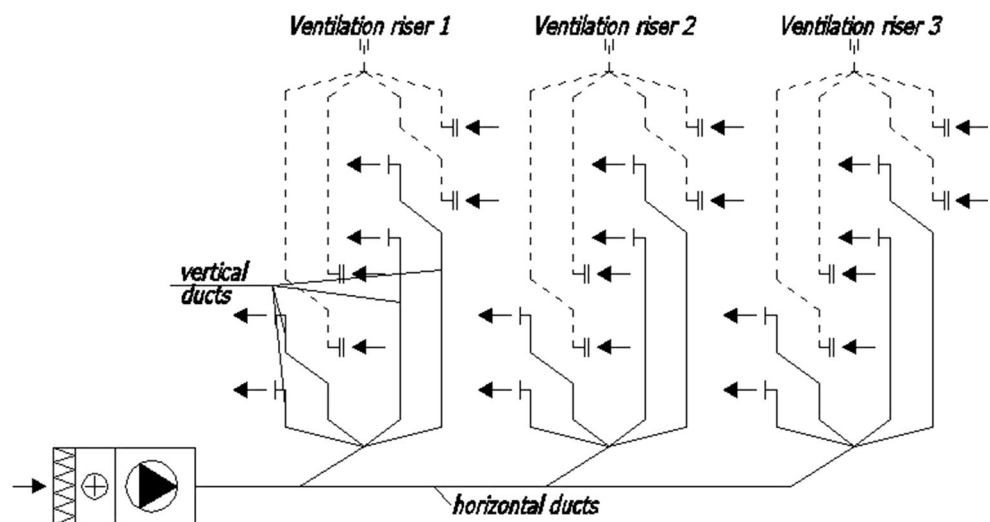 Ventilation riser 1
Ventilation riser 2
Ventilation riser 3
vertical
ducts
horizontal ducts